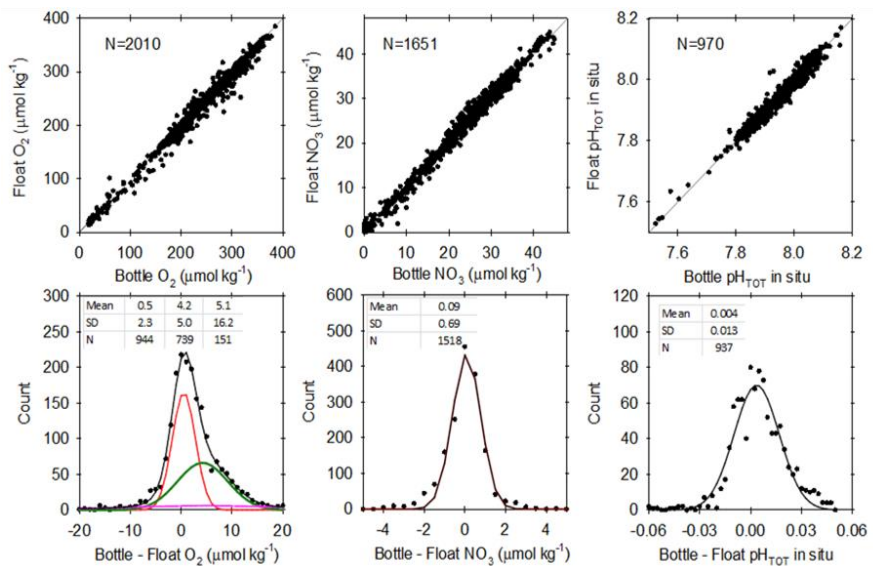 400
300
200
100
0
Float O2 (μmol kg-1)
N=2010
0 100 200 300 400
Bottle O2 (μmol kg-1)
40
30
20
10
0
Float NO3 (μmol kg-1)
N=1651
0 10 20 30 40
Bottle NO3 (μmol kg-1)
8.2
8.0
7.8
7.6
Float pHTOT in situ
N=970
7.6 7.8 8.0 8.2
Bottle pHTOT in situ
300
250
200
150
100
50
0
Count
Mean 0.5 4.2 5.1
SD 2.3 5.0 16.2
N 944 739 151
-20 -10 0 10 20
Bottle - Float O2 (μmol kg-1)
600
500
400
300
200
100
0
Count
Mean 0.09
SD 0.69
N 1518
-4 -2 0 2 4
Bottle - Float NO3 (μmol kg-1)
120
100
80
60
40
20
0
Count
Mean 0.004
SD 0.013
N 937
-0.06 -0.03 0.00 0.03 0.06
Bottle - Float pHTOT in situ